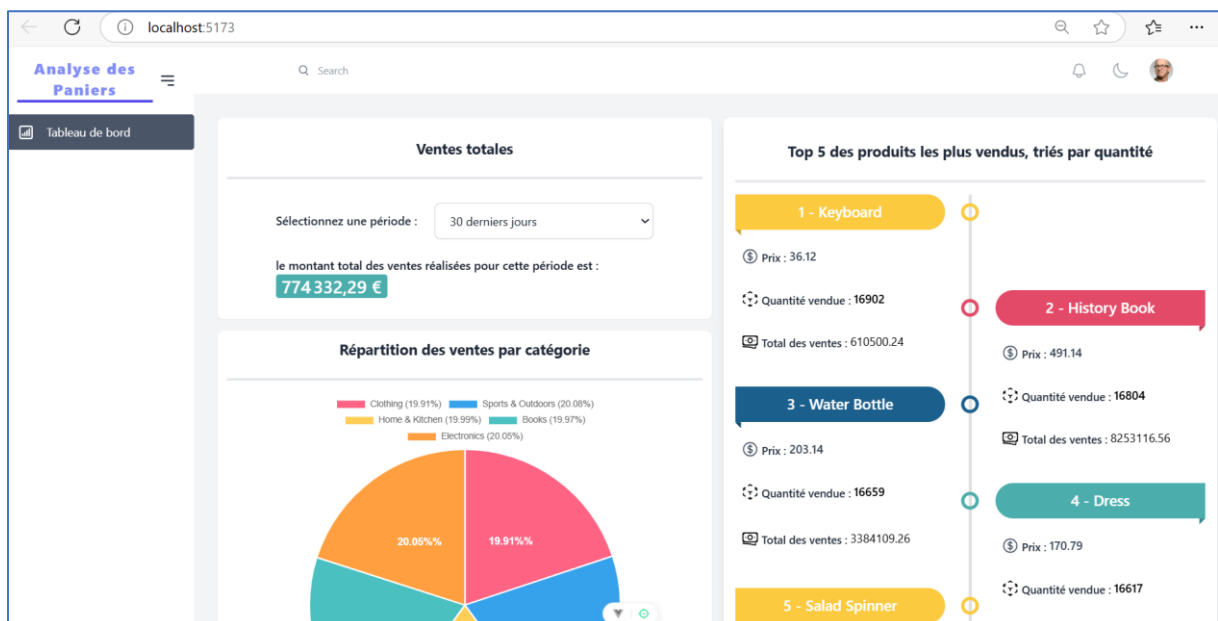 localhost:5173
Analyse des
Paniers
Search
Tableau de bord
Ventes totales
Sélectionnez une période :
30 derniers jours
le montant total des ventes réalisées pour cette période est :
774 332,29 €
Répartition des ventes par catégorie
Clothing (19.91%)
Sports & Outdoors (20.08%)
Home & Kitchen (19.99%)
Books (19.97%)
Electronics (20.05%)
20.05%%
19.91%%
Top 5 des produits les plus vendus, triés par quantité
1 - Keyboard
Prix : 36.12
Quantité vendue : 16902
Total des ventes : 610500.24
2 - History Book
Prix : 491.14
Quantité vendue : 16804
Total des ventes : 8253116.56
3 - Water Bottle
Prix : 203.14
Quantité vendue : 16659
Total des ventes : 3384109.26
4 - Dress
Prix : 170.79
Quantité vendue : 16617
5 - Salad Spinner